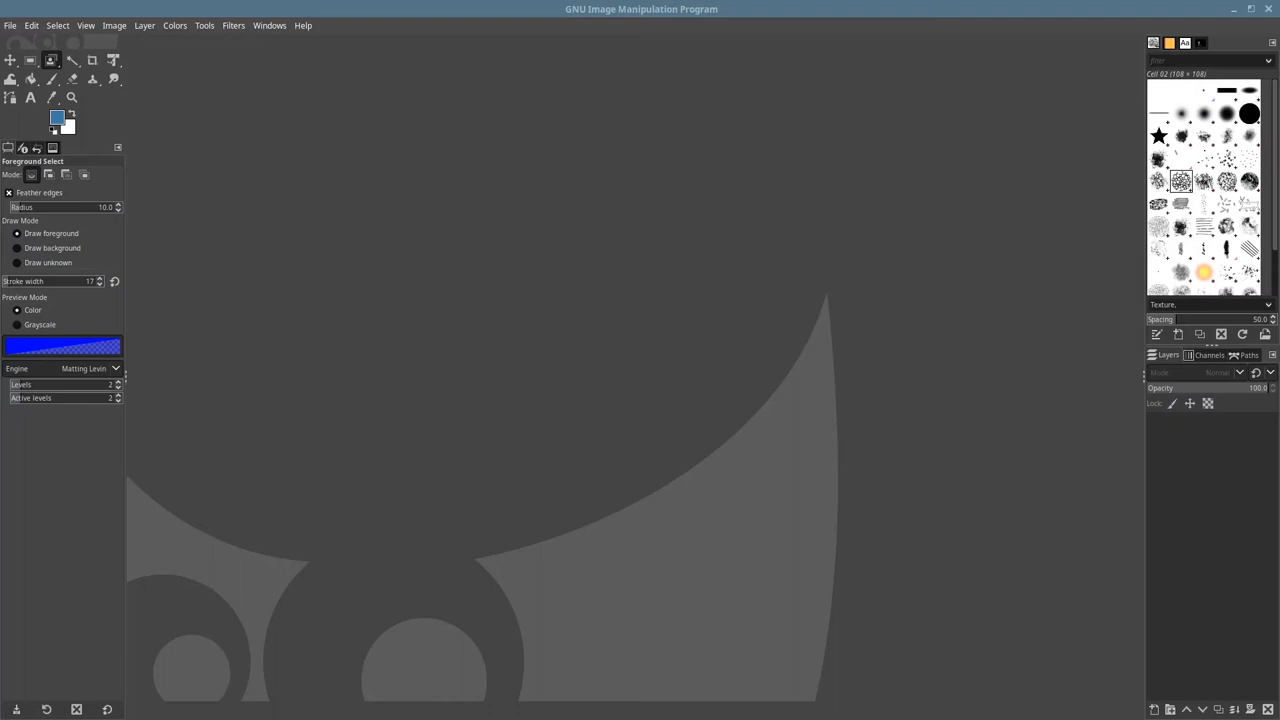 GNU Image Manipulation Program
File Edit Select View Image Layer Colors Tools Filters Windows Help
Foreground Select
Mode:
Feather edges
Radius 10.0
Draw Mode
Draw foreground
Draw background
Draw unknown
Stroke width 17
Preview Mode
Color
Grayscale
Engine Matting Levin
Levels 2
Active levels 2
Aa
filter
Cell 02 (108 × 108)
Texture,
Spacing 50.0
Layers Channels Paths
Mode: Normal
Opacity 100.0
Lock: